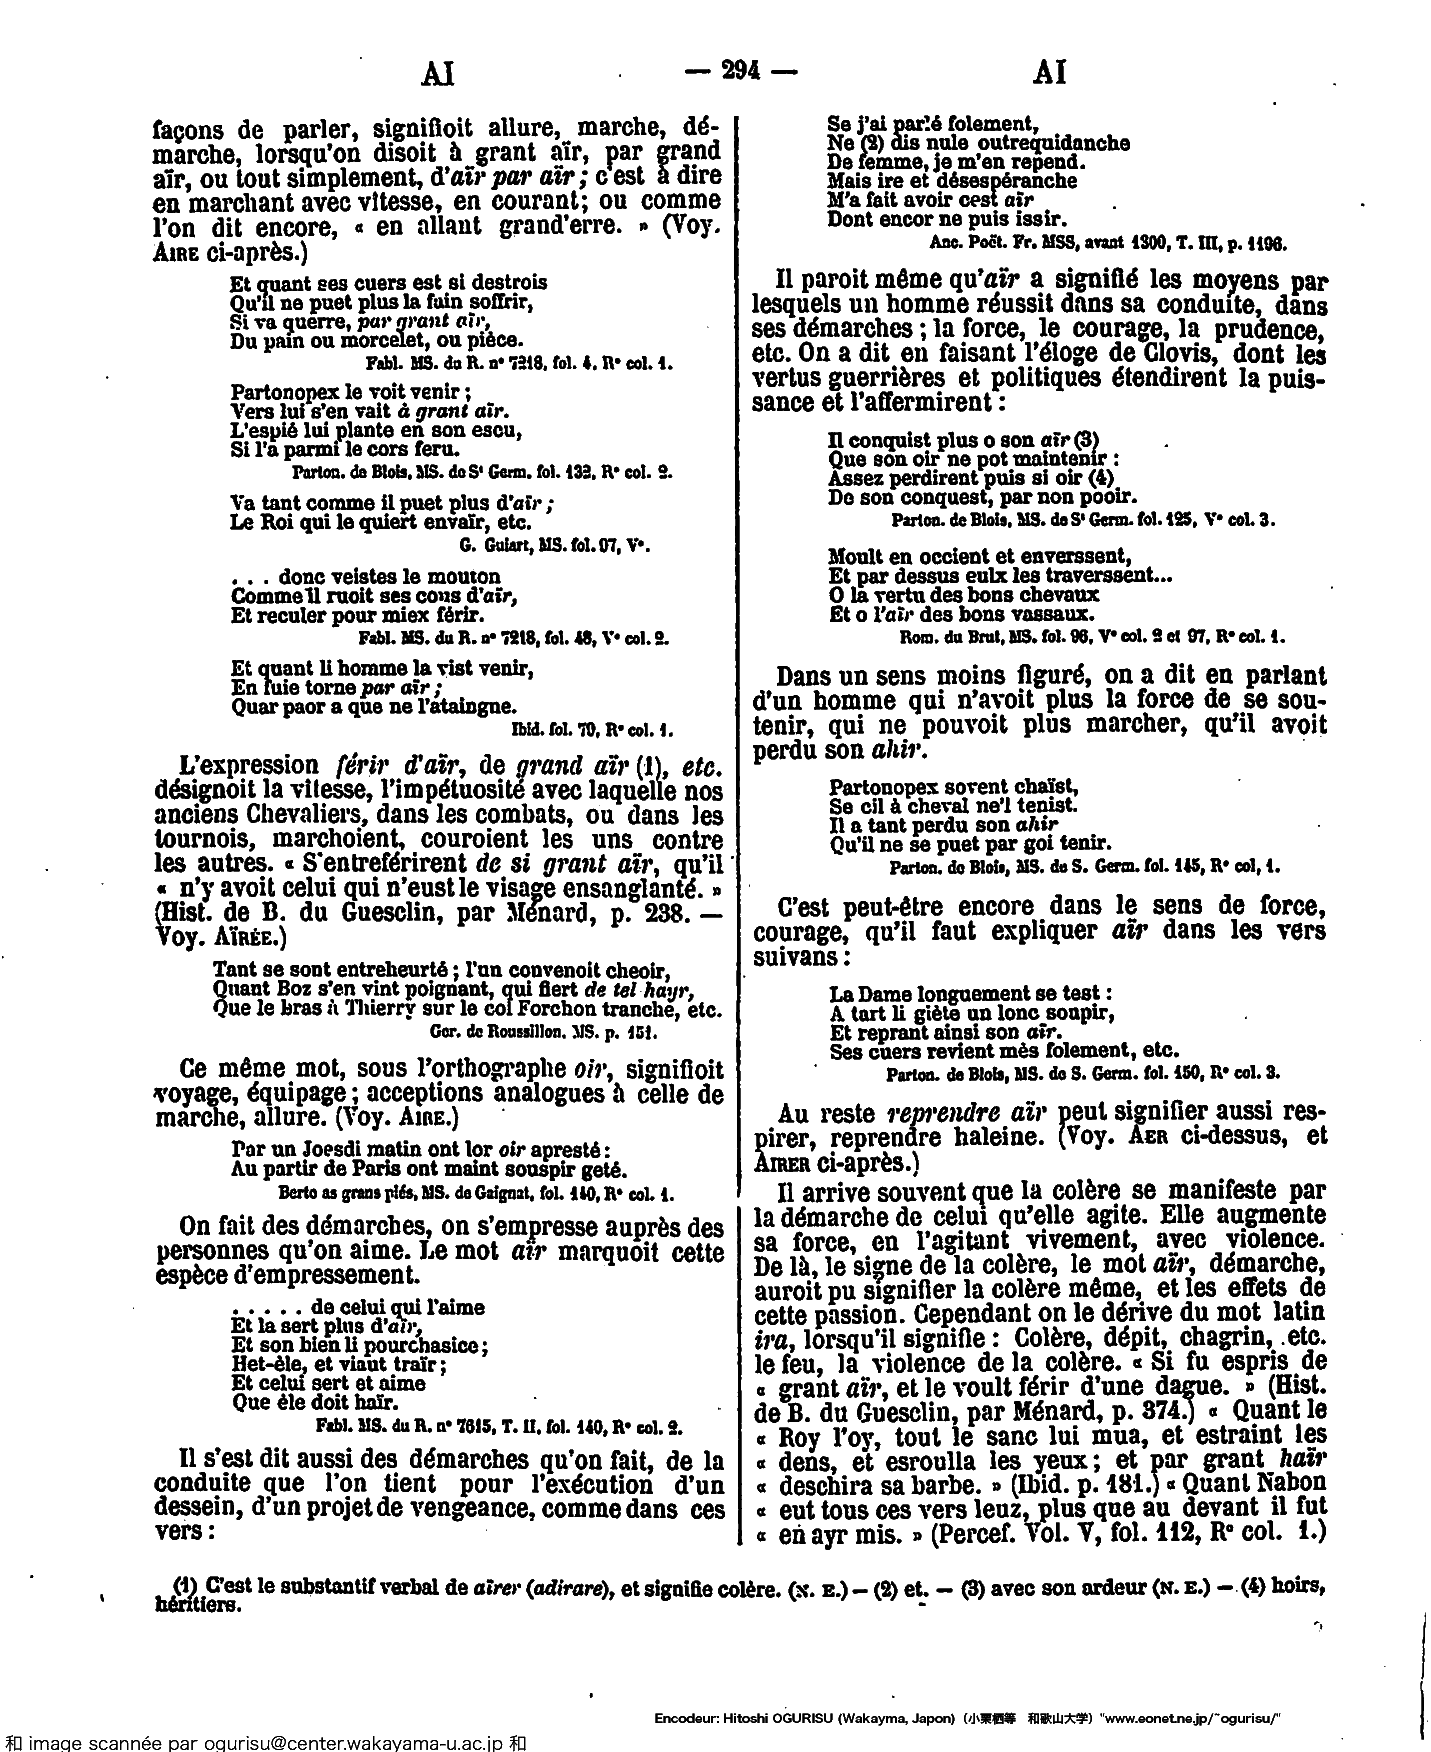 AI
— 294 —
AI
façons de parler, signifioit allure, marche, dé-
marche, lorsqu'on disoit à grant aïr, par grand
aïr, ou tout simplement, d'aïr par aïr ; c'est à dire
en marchant avec vitesse, en courant; ou comme
l'on dit encore, « en allant grand'erre. » (Voy.
AIRE ci-après.)
Et quant ses cuers est si destrois
Qu'il ne puet plus la fain soffrir,
Si va querre, par grant aïr,
Du pain ou morcelet, ou pièce.
Fabl. MS. du R. n° 7218, fol. 4, R° col. 1.
Partonopex le voit venir ;
Vers lui s'en vait à grant aïr.
L'espié lui plante en son escu,
Si l'a parmi le cors feru.
Parton. de Blois, MS. de St Germ. fol. 132, R° col. 2.
Va tant comme il puet plus d'aïr ;
Le Roi qui le quiert envaïr, etc.
G. Guiart, MS. fol. 97, V°.
. . . donc veistes le mouton
Comme il ruoit ses cous d'aïr,
Et reculer pour miex férir.
Fabl. MS. du R. n° 7218, fol. 48, V° col. 2.
Et quant li homme la vist venir,
En fuie torne par aïr ;
Quar paor a que ne l'ataingne.
Ibid. fol. 70, R° col. 1.
L'expression férir d'aïr, de grand aïr (1), etc.
désignoit la vitesse, l'impétuosité avec laquelle nos
anciens Chevaliers, dans les combats, ou dans les
tournois, marchoient, couroient les uns contre
les autres. « S'entreférirent de si grant aïr, qu'il
« n'y avoit celui qui n'eust le visage ensanglanté. »
(Hist. de B. du Guesclin, par Ménard, p. 238. —
Voy. AÏRÉE.)
Tant se sont entreheurté ; l'un convenoit cheoir,
Quant Boz s'en vint poignant, qui fiert de tel hayr,
Que le bras à Thierry sur le col Forchon tranche, etc.
Ger. de Roussillon, MS. p. 151.
Ce même mot, sous l'orthographe oir, signifioit
voyage, équipage ; acceptions analogues à celle de
marche, allure. (Voy. AIRE.)
Par un Joesdi matin ont lor oir apresté :
Au partir de Paris ont maint souspir geté.
Berte as grans piés, MS. de Gaignat, fol. 140, R° col. 1.
On fait des démarches, on s'empresse auprès des
personnes qu'on aime. Le mot aïr marquoit cette
espèce d'empressement.
. . . . . de celui qui l'aime
Et la sert plus d'aïr,
Et son bien li pourchasice ;
Het-èle, et viaut traïr ;
Et celui sert et aime
Que èle doit haïr.
Fabl. MS. du R. n° 7615, T. II, fol. 140, R° col. 2.
Il s'est dit aussi des démarches qu'on fait, de la
conduite que l'on tient pour l'exécution d'un
dessein, d'un projet de vengeance, comme dans ces
vers :
Se j'ai parlé folement,
Ne (2) dis nule outrequidanche
De femme, je m'en repend.
Mais ire et désespéranche
M'a fait avoir cest aïr
Dont encor ne puis issir.
Anc. Poët. Fr. MSS, avant 1300, T. III, p. 1196.
Il paroit même qu'aïr a signifié les moyens par
lesquels un homme réussit dans sa conduite, dans
ses démarches ; la force, le courage, la prudence,
etc. On a dit en faisant l'éloge de Clovis, dont les
vertus guerrières et politiques étendirent la puis-
sance et l'affermirent :
Il conquist plus o son aïr (3)
Que son oir ne pot maintenir :
Assez perdirent puis si oir (4)
De son conquest, par non pooir.
Parton. de Blois, MS. de St Germ. fol. 125, V° col. 3.
Moult en occient et enverssent,
Et par dessus eulx les traverssent...
O la vertu des bons chevaux
Et o l'aïr des bons vassaux.
Rom. du Brut, MS. fol. 96, V° col. 2 et 97, R° col. 1.
Dans un sens moins figuré, on a dit en parlant
d'un homme qui n'avoit plus la force de se sou-
tenir, qui ne pouvoit plus marcher, qu'il avoit
perdu son ahir.
Partonopex sovent chaïst,
Se cil à cheval ne'l tenist.
Il a tant perdu son ahir
Qu'il ne se puet par goi tenir.
Parton. de Blois, MS. de S. Germ. fol. 145, R° col, 1.
C'est peut-être encore dans le sens de force,
courage, qu'il faut expliquer aïr dans les vers
suivans :
La Dame longuement se test :
A tart li giète un lonc soupir,
Et reprant ainsi son aïr.
Ses cuers revient mès folement, etc.
Parton. de Blois, MS. de S. Germ. fol. 150, R° col. 3.
Au reste reprendre aïr peut signifier aussi res-
pirer, reprendre haleine. (Voy. AER ci-dessus, et
AIRER ci-après.)
Il arrive souvent que la colère se manifeste par
la démarche de celui qu'elle agite. Elle augmente
sa force, en l'agitant vivement, avec violence.
De là, le signe de la colère, le mot aïr, démarche,
auroit pu signifier la colère même, et les effets de
cette passion. Cependant on le dérive du mot latin
ira, lorsqu'il signifie : Colère, dépit, chagrin, etc.
le feu, la violence de la colère. « Si fu espris de
« grant aïr, et le voult férir d'une dague. » (Hist.
de B. du Guesclin, par Ménard, p. 374.) « Quant le
« Roy l'oy, tout le sanc lui mua, et estraint les
« dens, et esroulla les yeux ; et par grant haïr
« deschira sa barbe. » (Ibid. p. 181.) « Quant Nabon
« eut tous ces vers leuz, plus que au devant il fut
« en ayr mis. » (Percef. Vol. V, fol. 112, R° col. 1.)
(1) C'est le substantif verbal de aïrer (adirare), et signifie colère. (N. E.) — (2) et. — (3) avec son ardeur (N. E.) — (4) hoirs,
héritiers.
Encodeur: Hitoshi OGURISU (Wakayma, Japon) (小栗栖等 和歌山大学) "www.eonet.ne.jp/~ogurisu/"
和 image scannée par ogurisu@center.wakayama-u.ac.jp 和